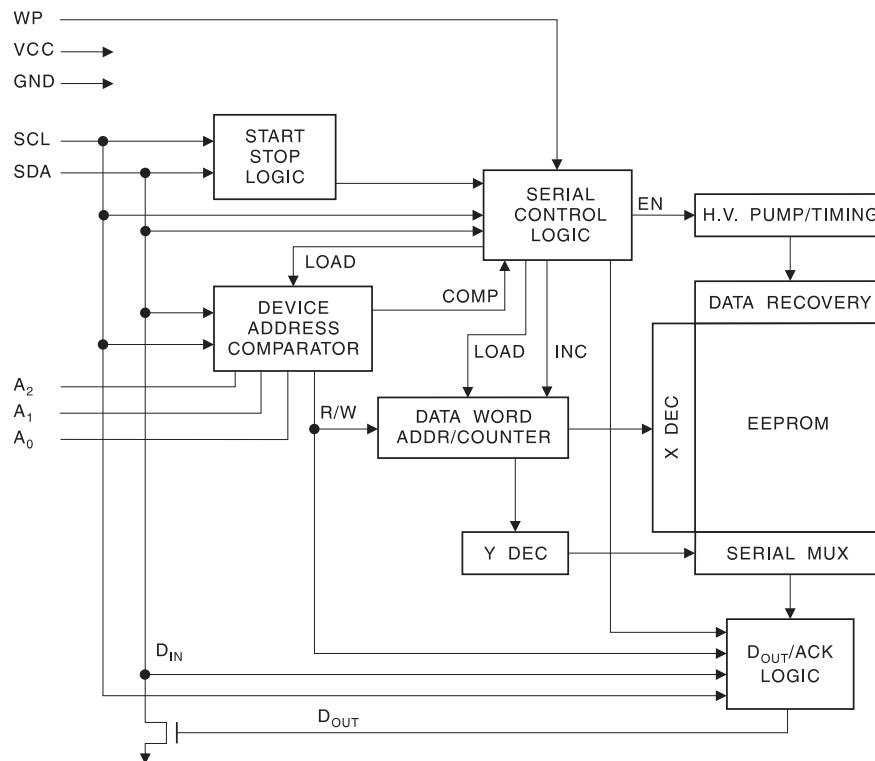 WP
VCC
GND
SCL
SDA
START
STOP
LOGIC
SERIAL
CONTROL
LOGIC
EN
H.V. PUMP/TIMING
LOAD
COMP
DATA RECOVERY
DEVICE
ADDRESS
COMPARATOR
LOAD
INC
A2
A1
A0
R/W
DATA WORD
ADDR/COUNTER
X DEC
EEPROM
Y DEC
SERIAL MUX
DIN
DOUT/ACK
LOGIC
DOUT